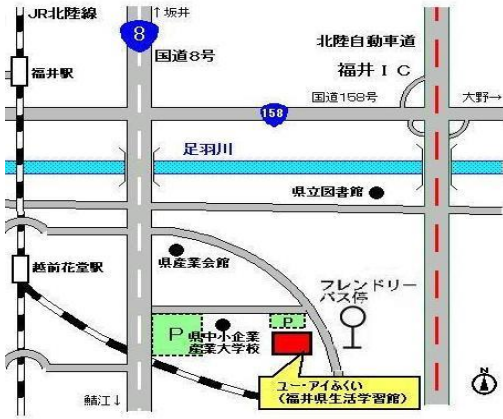 JR北陸線
↑坂井
8
国道8号
北陸自動車道
福井IC
福井駅
国道158号
大野→
158
足羽川
県立図書館
県産業会館
越前花堂駅
フレンドリー
バス停
P
P
県中小企業
産業大学校
ユー・アイふくい
（福井県生活学習館）
鯖江↓
N